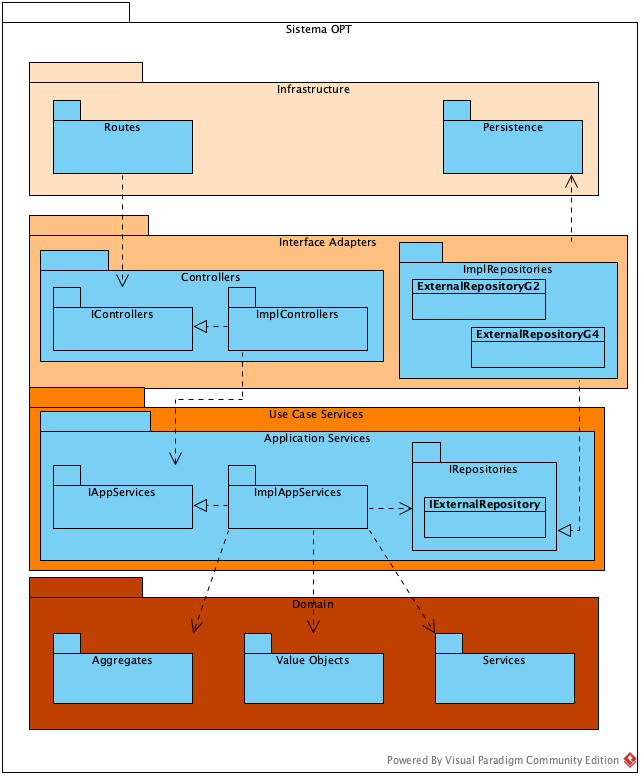 Sistema OPT
Infrastructure
Routes
Persistence
Interface Adapters
Controllers
IControllers
ImplControllers
ImplRepositories
ExternalRepositoryG2
ExternalRepositoryG4
Use Case Services
Application Services
IAppServices
ImplAppServices
IRepositories
IExternalRepository
Domain
Aggregates
Value Objects
Services
Powered By Visual Paradigm Community Edition